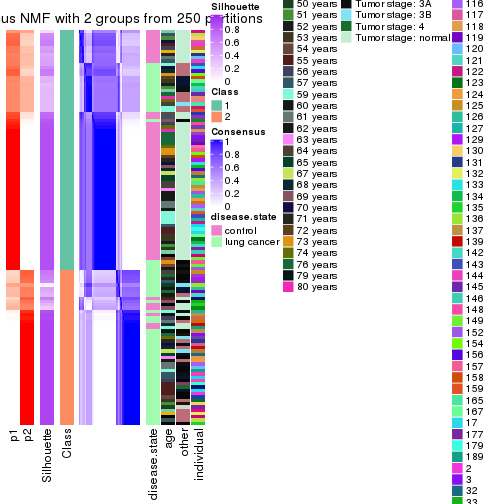 us NMF with 2 groups from 250 partitions
p1
p2
Silhouette
Class
disease.state
age
other
individual
Silhouette
1
0.8
0.6
0.4
0.2
0
Class
1
2
Consensus
1
0.8
0.6
0.4
0.2
0
disease.state
control
lung cancer
50 years
51 years
52 years
53 years
54 years
55 years
56 years
57 years
59 years
60 years
61 years
62 years
63 years
64 years
65 years
67 years
68 years
69 years
70 years
71 years
72 years
73 years
74 years
76 years
79 years
80 years
Tumor stage: 3A
Tumor stage: 3B
Tumor stage: 4
Tumor stage: normal
116
117
118
119
120
121
122
123
124
125
126
127
129
130
131
132
133
134
135
136
137
139
142
143
144
145
146
148
149
152
154
156
157
158
159
165
167
17
177
179
189
2
3
32
33